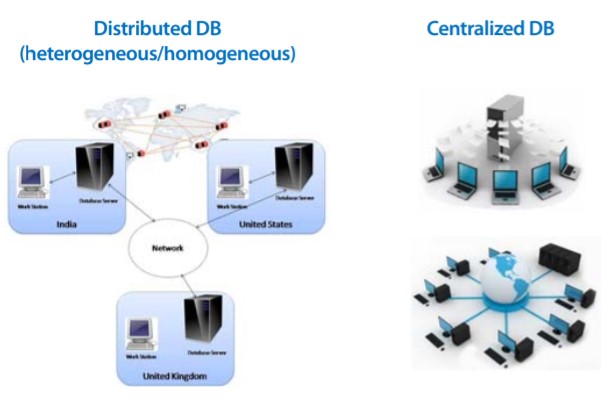 Distributed DB
(heterogeneous/homogeneous)
Centralized DB
Work Station
Database Server
India
Work Station
Database Server
United States
Network
Work Station
Database Server
United Kingdom